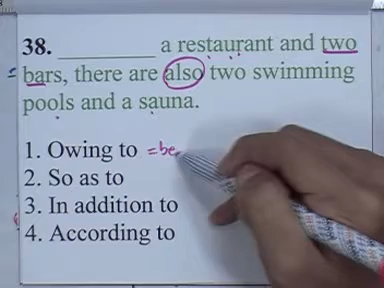 38. __________ a restaurant and two
bars, there are also two swimming
pools and a sauna.
1. Owing to =be
2. So as to
3. In addition to
4. According to